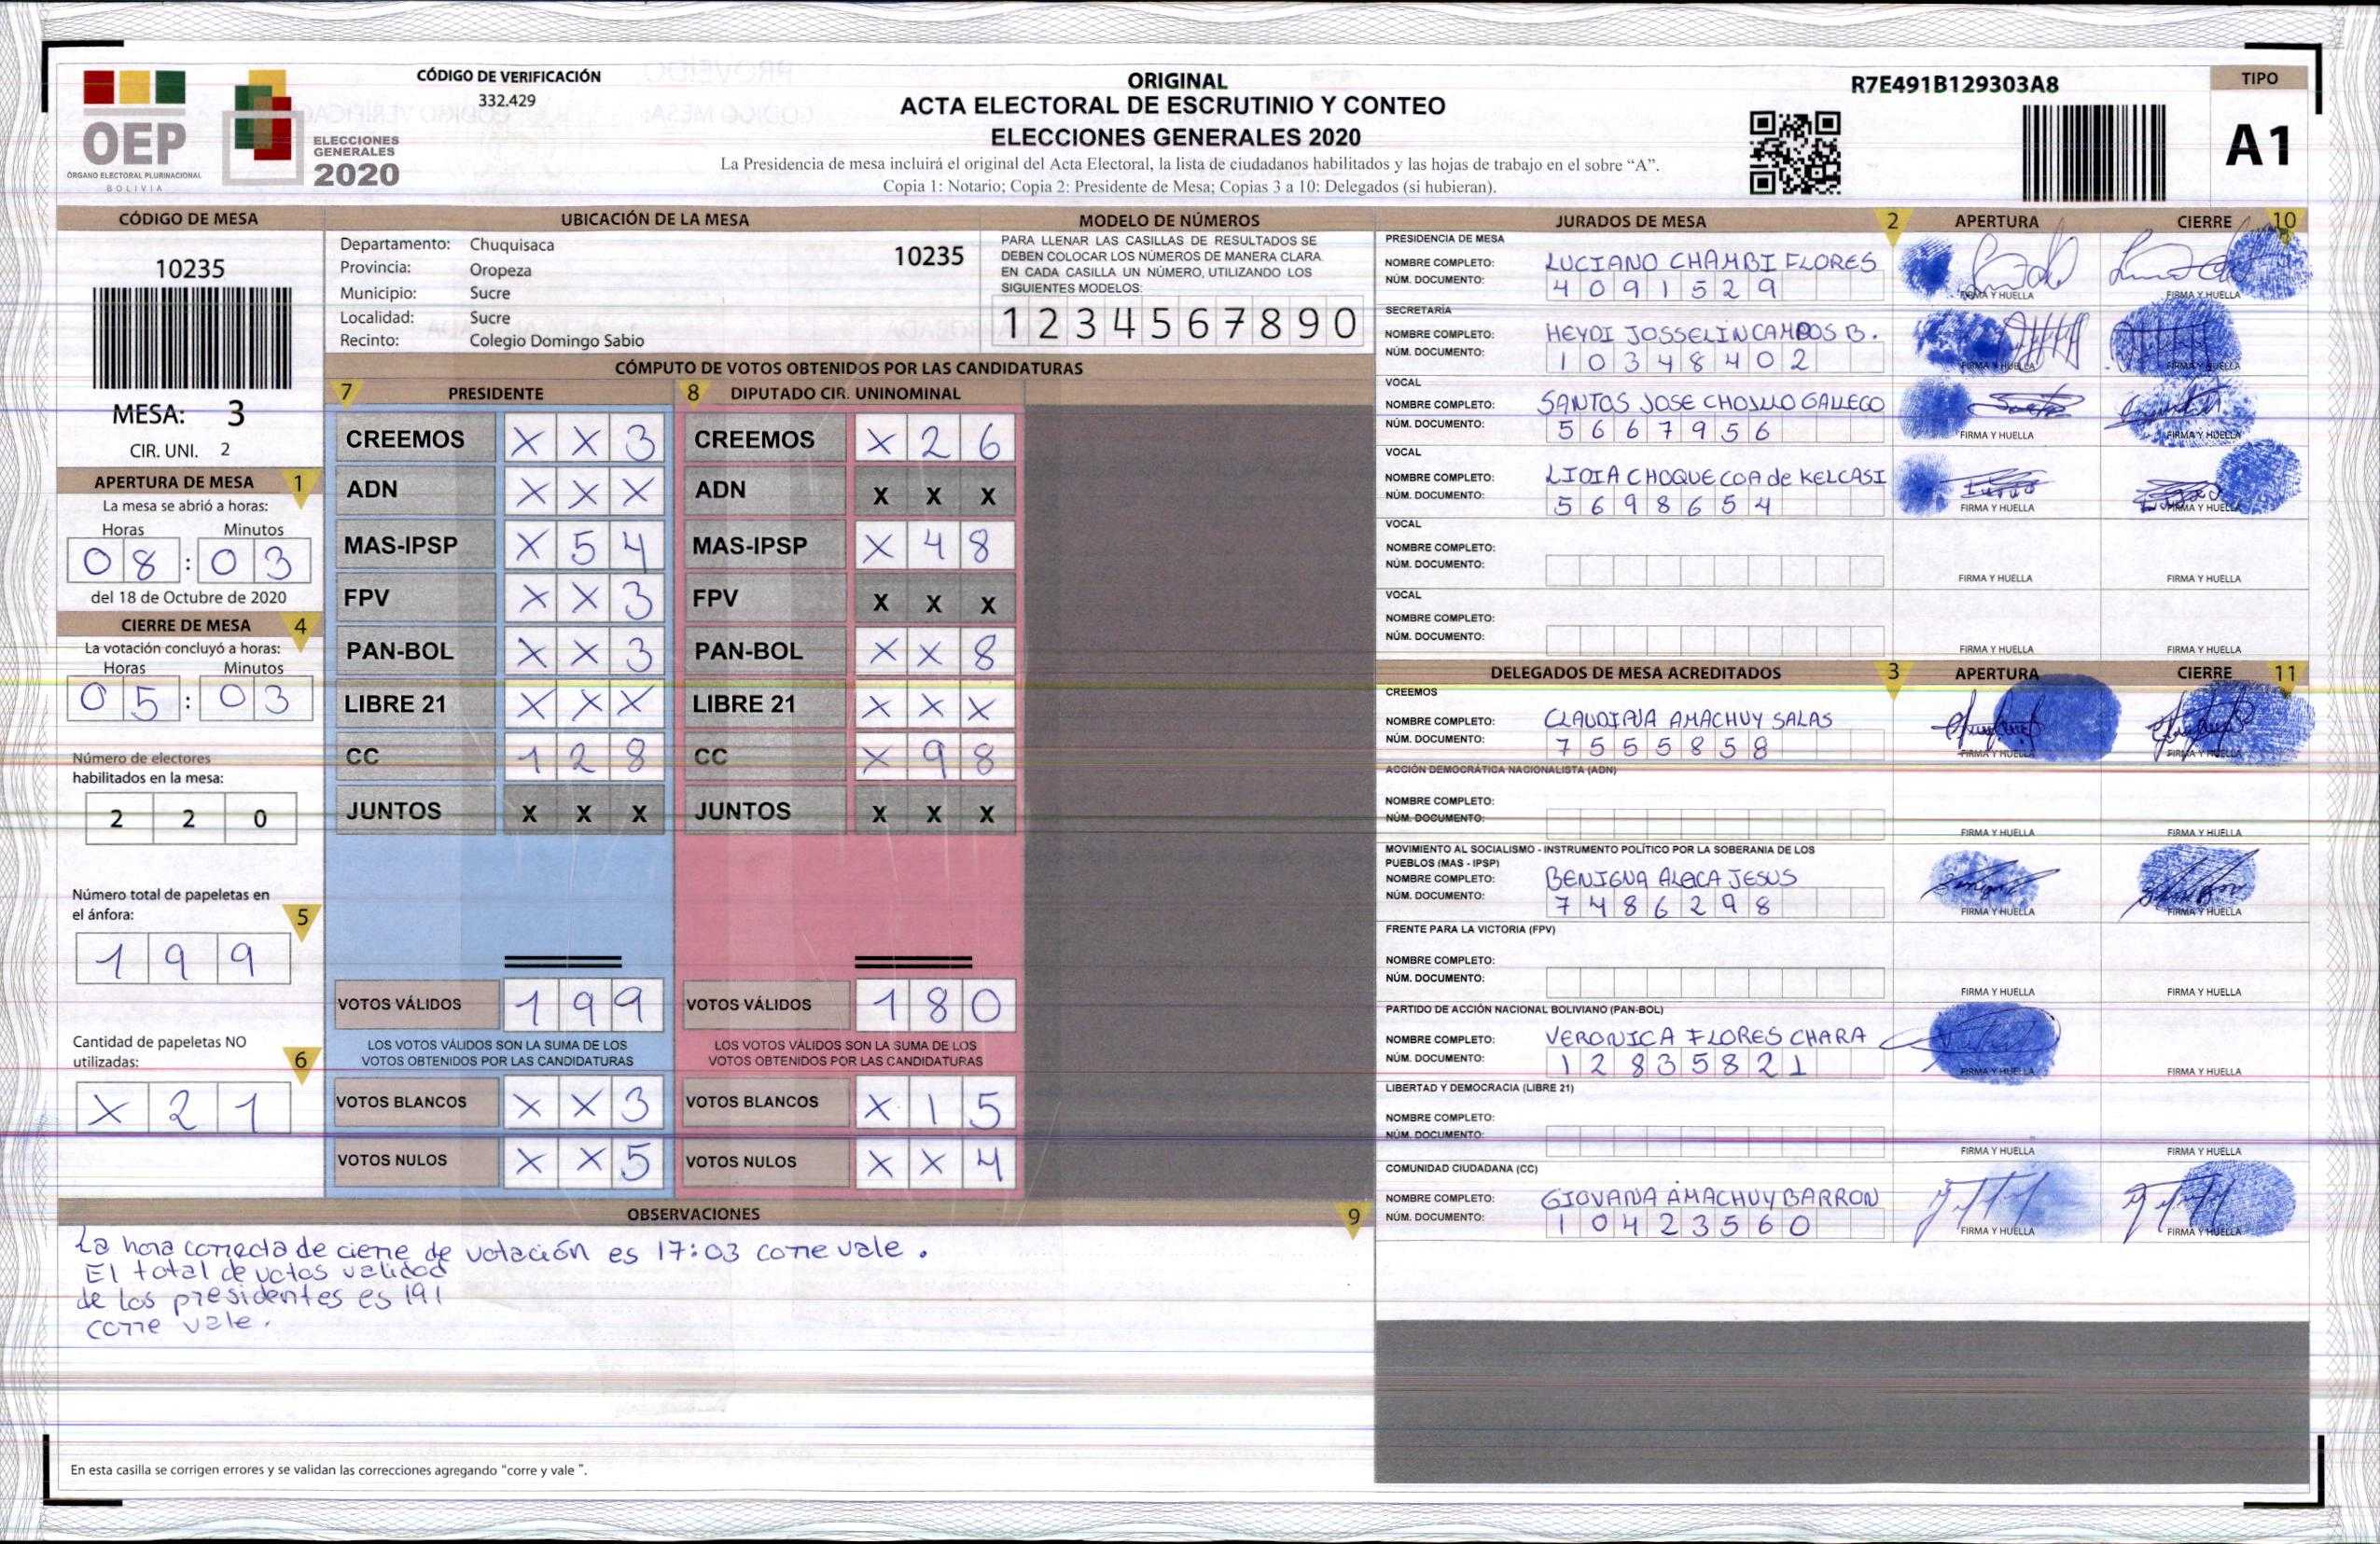 OEP
ÓRGANO ELECTORAL PLURINACIONAL
BOLIVIA
ELECCIONES
GENERALES
2020
CÓDIGO DE VERIFICACIÓN
332.429
ORIGINAL
ACTA ELECTORAL DE ESCRUTINIO Y CONTEO
ELECCIONES GENERALES 2020
La Presidencia de mesa incluirá el original del Acta Electoral, la lista de ciudadanos habilitados y las hojas de trabajo en el sobre “A”.
Copia 1: Notario; Copia 2: Presidente de Mesa; Copias 3 a 10: Delegados (si hubieran).
R7E491B129303A8
TIPO
A1
CÓDIGO DE MESA
10235
MESA: 3
CIR. UNI. 2
APERTURA DE MESA 1
La mesa se abrió a horas:
Horas Minutos
08 : 03
del 18 de Octubre de 2020
CIERRE DE MESA 4
La votación concluyó a horas:
Horas Minutos
05 : 03
Número de electores
habilitados en la mesa:
2 2 0
Número total de papeletas en
el ánfora: 5
1 9 9
Cantidad de papeletas NO
utilizadas: 6
X 2 1
UBICACIÓN DE LA MESA
Departamento: Chuquisaca 10235
Provincia: Oropeza
Municipio: Sucre
Localidad: Sucre
Recinto: Colegio Domingo Sabio
MODELO DE NÚMEROS
PARA LLENAR LAS CASILLAS DE RESULTADOS SE
DEBEN COLOCAR LOS NÚMEROS DE MANERA CLARA
EN CADA CASILLA UN NÚMERO, UTILIZANDO LOS
SIGUIENTES MODELOS:
1 2 3 4 5 6 7 8 9 0
CÓMPUTO DE VOTOS OBTENIDOS POR LAS CANDIDATURAS
7 PRESIDENTE 8 DIPUTADO CIR. UNINOMINAL
CREEMOS X X 3 CREEMOS X 2 6
ADN X X X ADN X X X
MAS-IPSP X 5 4 MAS-IPSP X 4 8
FPV X X 3 FPV X X X
PAN-BOL X X 3 PAN-BOL X X 8
LIBRE 21 X X X LIBRE 21 X X X
CC 1 2 8 CC X 9 8
JUNTOS X X X JUNTOS X X X
VOTOS VÁLIDOS 1 9 9 VOTOS VÁLIDOS 1 8 0
LOS VOTOS VÁLIDOS SON LA SUMA DE LOS LOS VOTOS VÁLIDOS SON LA SUMA DE LOS
VOTOS OBTENIDOS POR LAS CANDIDATURAS VOTOS OBTENIDOS POR LAS CANDIDATURAS
VOTOS BLANCOS X X 3 VOTOS BLANCOS X 1 5
VOTOS NULOS X X 5 VOTOS NULOS X X 4
OBSERVACIONES 9
La hora correcta de cierre de votación es 17:03 corre vale.
El total de votos validos
de los presidentes es 191
corre vale.
En esta casilla se corrigen errores y se validan las correcciones agregando "corre y vale ".
JURADOS DE MESA 2 APERTURA CIERRE 10
PRESIDENCIA DE MESA
NOMBRE COMPLETO: LUCIANO CHAMBI FLORES
NÚM. DOCUMENTO: 4091529
FIRMA Y HUELLA FIRMA Y HUELLA
SECRETARÍA
NOMBRE COMPLETO: HEYDI JOSSELIN CAMPOS B.
NÚM. DOCUMENTO: 10348402
FIRMA Y HUELLA FIRMA Y HUELLA
VOCAL
NOMBRE COMPLETO: SANTOS JOSE GALLEGO
NÚM. DOCUMENTO: 5667956
FIRMA Y HUELLA FIRMA Y HUELLA
VOCAL
NOMBRE COMPLETO: LIDIA CHOQUE COA de KELCASI
NÚM. DOCUMENTO: 5698654
FIRMA Y HUELLA FIRMA Y HUELLA
VOCAL
NOMBRE COMPLETO:
NÚM. DOCUMENTO:
FIRMA Y HUELLA FIRMA Y HUELLA
VOCAL
NOMBRE COMPLETO:
NÚM. DOCUMENTO:
FIRMA Y HUELLA FIRMA Y HUELLA
DELEGADOS DE MESA ACREDITADOS 3 APERTURA CIERRE 11
CREEMOS
NOMBRE COMPLETO: CLAUDINA AMACHUY SALAS
NÚM. DOCUMENTO: 7555858
FIRMA Y HUELLA FIRMA Y HUELLA
ACCIÓN DEMOCRÁTICA NACIONALISTA (ADN)
NOMBRE COMPLETO:
NÚM. DOCUMENTO:
FIRMA Y HUELLA FIRMA Y HUELLA
MOVIMIENTO AL SOCIALISMO - INSTRUMENTO POLÍTICO POR LA SOBERANIA DE LOS
PUEBLOS (MAS - IPSP)
NOMBRE COMPLETO: BENIGNA JESUS
NÚM. DOCUMENTO: 7486298
FIRMA Y HUELLA FIRMA Y HUELLA
FRENTE PARA LA VICTORIA (FPV)
NOMBRE COMPLETO:
NÚM. DOCUMENTO:
FIRMA Y HUELLA FIRMA Y HUELLA
PARTIDO DE ACCIÓN NACIONAL BOLIVIANO (PAN-BOL)
NOMBRE COMPLETO: VERONICA FLORES CHARA
NÚM. DOCUMENTO: 12835821
FIRMA Y HUELLA FIRMA Y HUELLA
LIBERTAD Y DEMOCRACIA (LIBRE 21)
NOMBRE COMPLETO:
NÚM. DOCUMENTO:
FIRMA Y HUELLA FIRMA Y HUELLA
COMUNIDAD CIUDADANA (CC)
NOMBRE COMPLETO: GIOVANA AMACHUY BARRON
NÚM. DOCUMENTO: 10423560
FIRMA Y HUELLA FIRMA Y HUELLA